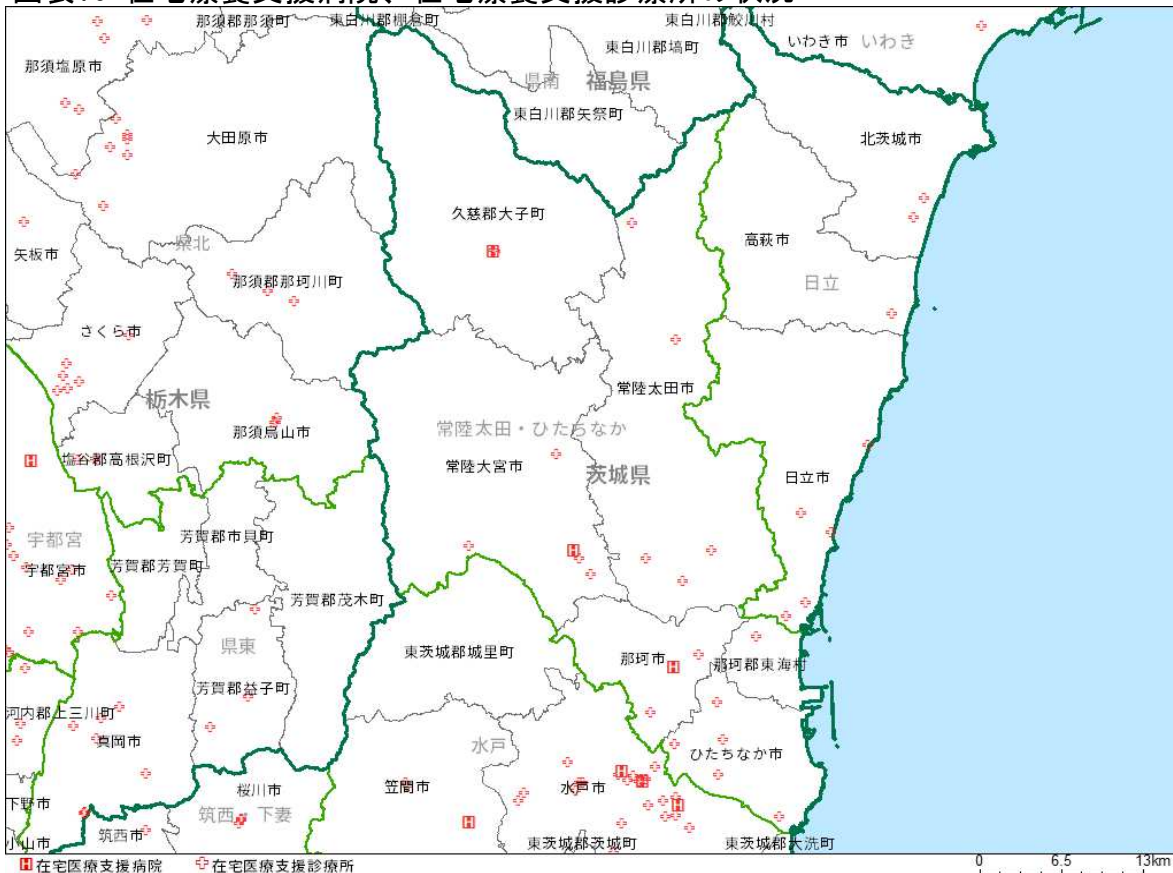 那須郡那須町
東白川郡棚倉町
東白川郡鮫川村
東白川郡塙町
いわき市
いわき
那須塩原市
県南
福島県
東白川郡矢祭町
大田原市
北茨城市
久慈郡大子町
高萩市
矢板市
県北
那須郡那珂川町
日立
さくら市
常陸太田市
栃木県
那須烏山市
常陸太田・ひたちなか
塩谷郡高根沢町
常陸大宮市
茨城県
日立市
宇都宮
芳賀郡市貝町
宇都宮市
芳賀郡芳賀町
芳賀郡茂木町
県東
東茨城郡城里町
那珂市
那珂郡東海村
芳賀郡益子町
河内郡上三川町
真岡市
水戸
ひたちなか市
桜川市
笠間市
水戸市
下野市
筑西・下妻
小山市
筑西市
東茨城郡茨城町
東茨城郡大洗町
在宅医療支援病院 在宅医療支援診療所
0 6.5 13km